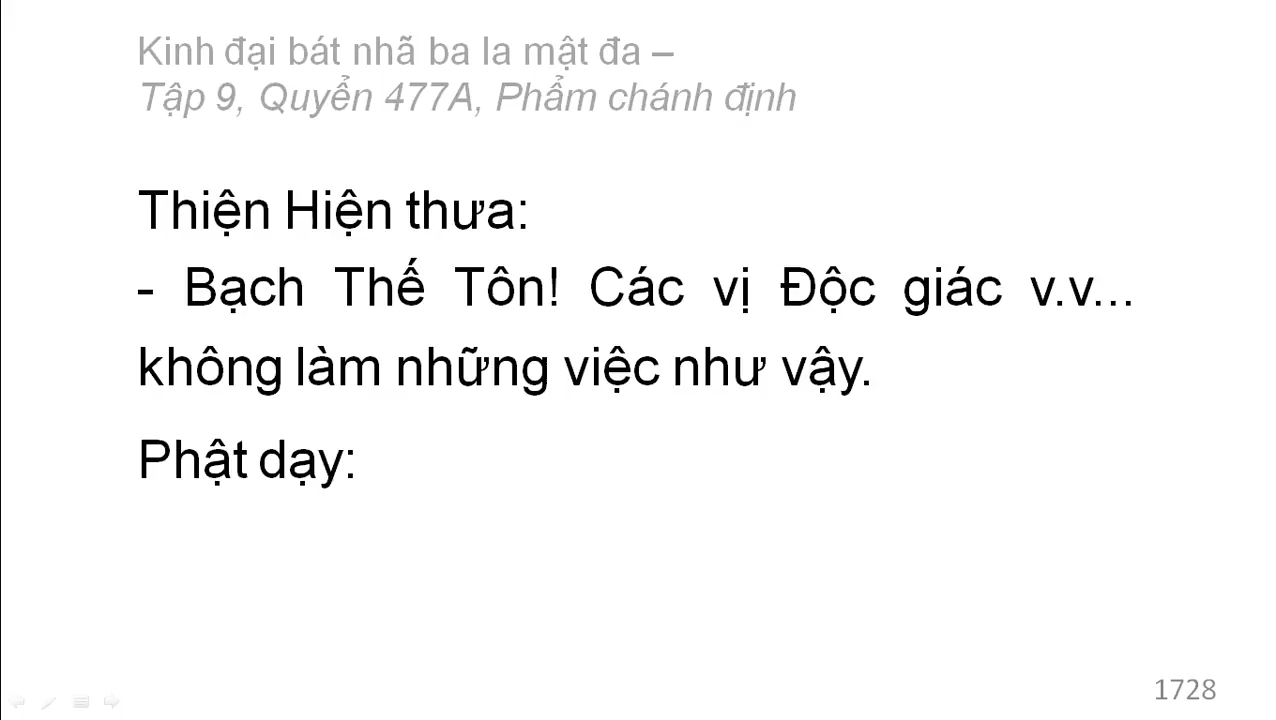 Kinh đại bát nhã ba la mật đa –
Tập 9, Quyển 477A, Phẩm chánh định
Thiện Hiện thưa:
- Bạch Thế Tôn! Các vị Độc giác v.v...
không làm những việc như vậy.
Phật dạy:
1728